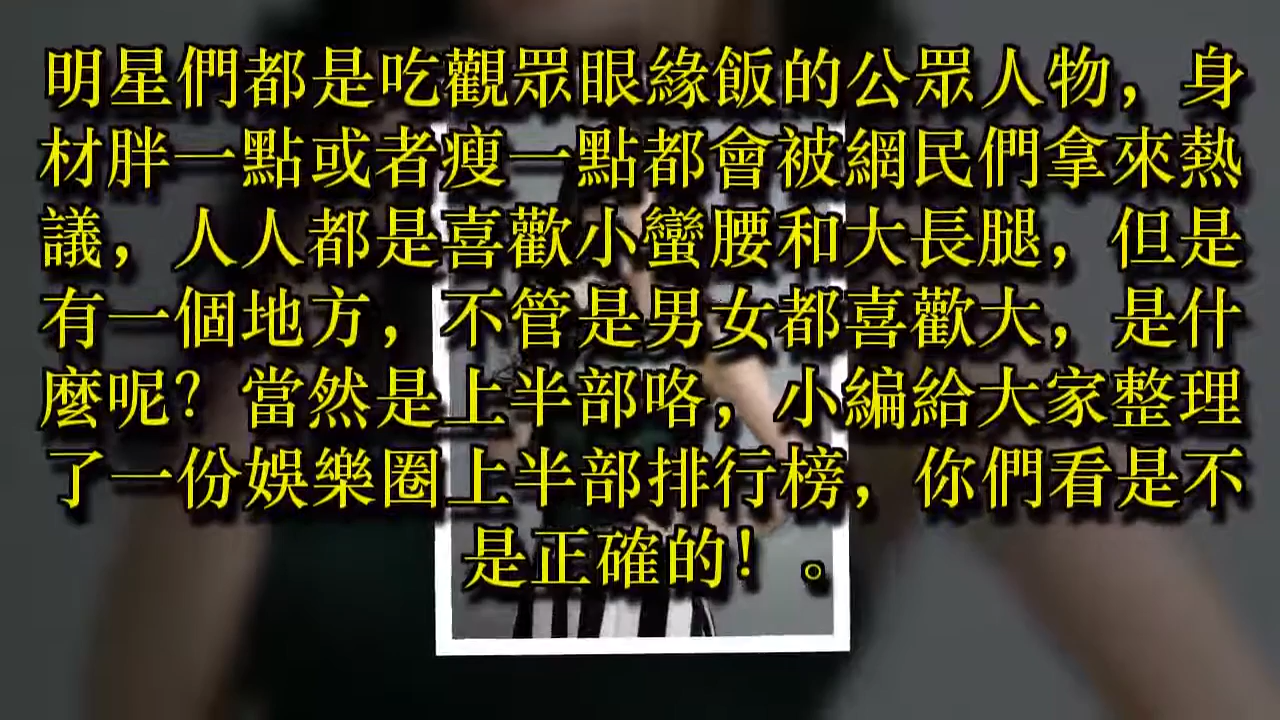 明星們都是吃觀眾眼緣飯的公眾人物，身
材胖一點或者瘦一點都會被網民們拿來熱
議，人人都是喜歡小蠻腰和大長腿，但是
有一個地方，不管是男女都喜歡大，是什
麼呢？當然是上半部咯，小編給大家整理
了一份娛樂圈上半部排行榜，你們看是不
是正確的！。